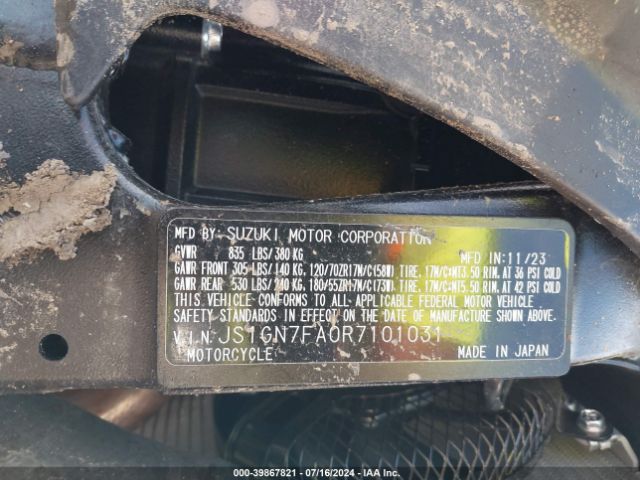 MFD BY: SUZUKI MOTOR CORPORATION
GVWR 835 LBS/380 KG MFD IN:11/23
GAWR FRONT 305 LBS/140 KG. 120/70ZR17M/C(58W) TIRE, 17M/C×MT3.50 RIM. AT 36 PSI COLD
GAWR REAR 530 LBS/240 KG. 180/55ZR17M/C(73W) TIRE, 17M/C×MT5.50 RIM. AT 42 PSI COLD
THIS VEHICLE CONFORMS TO ALL APPLICABLE FEDERAL MOTOR VEHICLE
SAFETY STANDARDS IN EFFECT ON THE DATE OF MANUFACTURE SHOWN ABOVE.
V.I.N: JS1GN7FA0R7101031
MOTORCYCLE MADE IN JAPAN
000-39867821 - 07/16/2024 - IAA Inc.